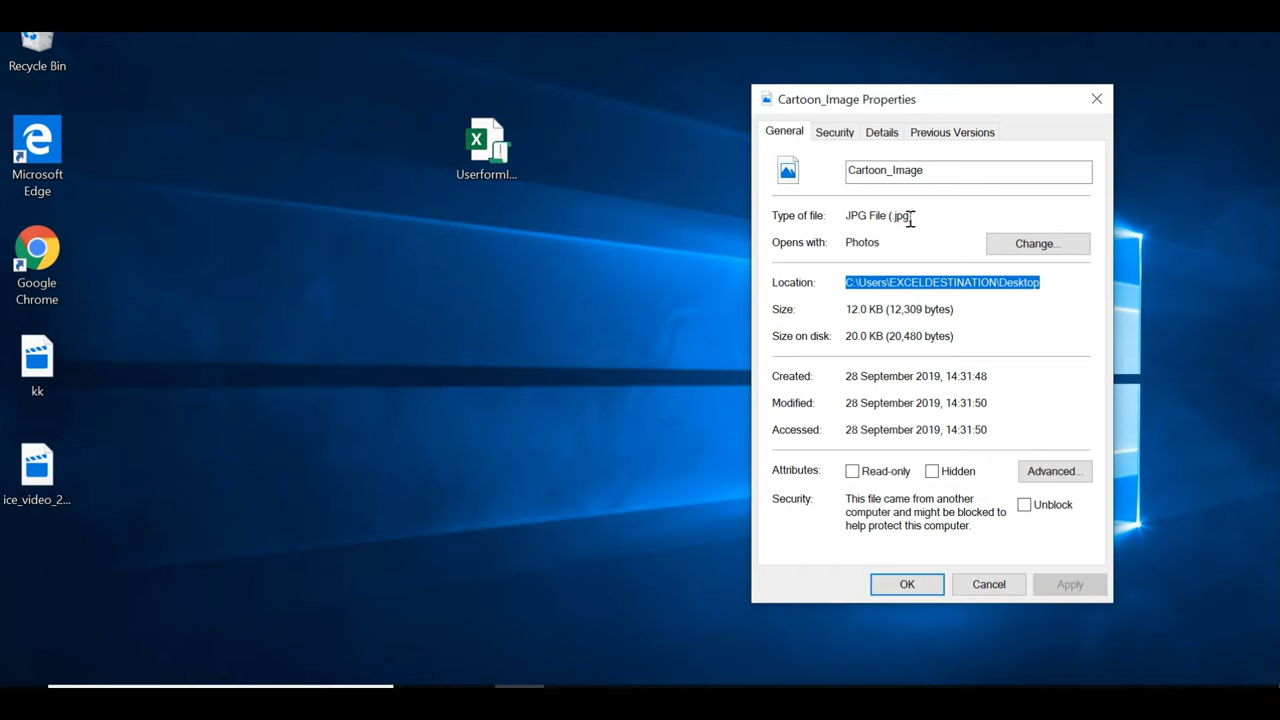 Recycle Bin
Microsoft
Edge
Google
Chrome
kk
ice_video_2...
UserformI...
Cartoon_Image Properties
General
Security
Details
Previous Versions
Cartoon_Image
Type of file:
JPG File (.jpg)
Opens with:
Photos
Change...
Location:
C:\Users\EXCELDESTINATION\Desktop
Size:
12.0 KB (12,309 bytes)
Size on disk:
20.0 KB (20,480 bytes)
Created:
28 September 2019, 14:31:48
Modified:
28 September 2019, 14:31:50
Accessed:
28 September 2019, 14:31:50
Attributes:
Read-only
Hidden
Advanced...
Security:
This file came from another
computer and might be blocked to
help protect this computer.
Unblock
OK
Cancel
Apply